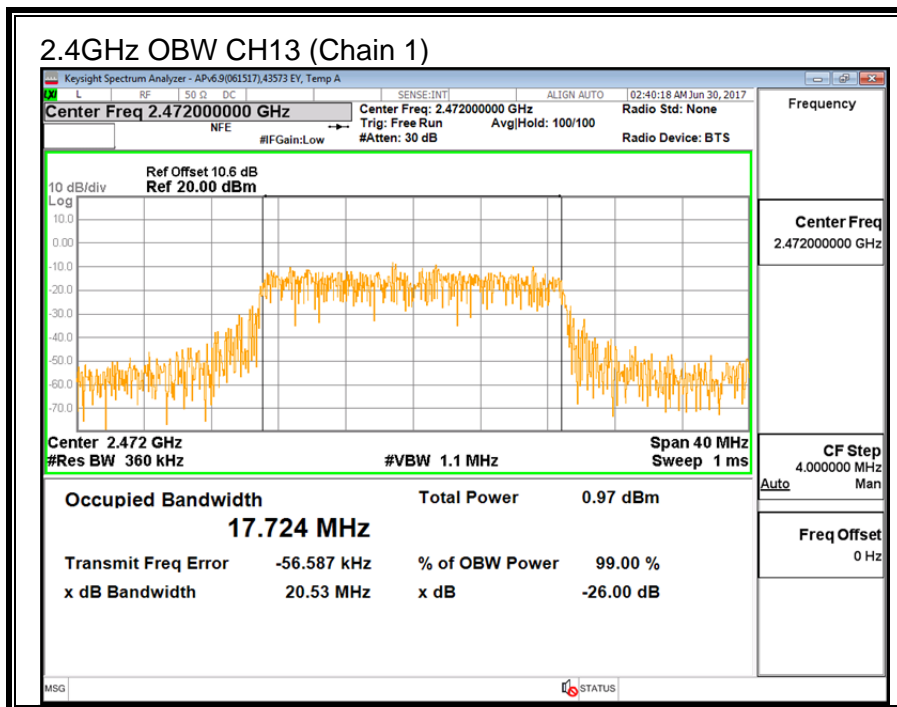 2.4GHz OBW CH13 (Chain 1)
Keysight Spectrum Analyzer - APv6.9(061517),43573 EY, Temp A
LXI L RF 50 Ω DC SENSE:INT ALIGN AUTO 02:40:18 AM Jun 30, 2017
Center Freq 2.472000000 GHz
NFE
#IFGain:Low
Center Freq: 2.472000000 GHz
Trig: Free Run Avg|Hold: 100/100
#Atten: 30 dB
Radio Std: None
Radio Device: BTS
Frequency
Ref Offset 10.6 dB
10 dB/div Ref 20.00 dBm
Log
10.0
0.00
-10.0
-20.0
-30.0
-40.0
-50.0
-60.0
-70.0
Center 2.472 GHz Span 40 MHz
#Res BW 360 kHz #VBW 1.1 MHz Sweep 1 ms
Center Freq
2.472000000 GHz
CF Step
4.000000 MHz
Auto Man
Freq Offset
0 Hz
Occupied Bandwidth Total Power 0.97 dBm
17.724 MHz
Transmit Freq Error -56.587 kHz % of OBW Power 99.00 %
x dB Bandwidth 20.53 MHz x dB -26.00 dB
MSG STATUS